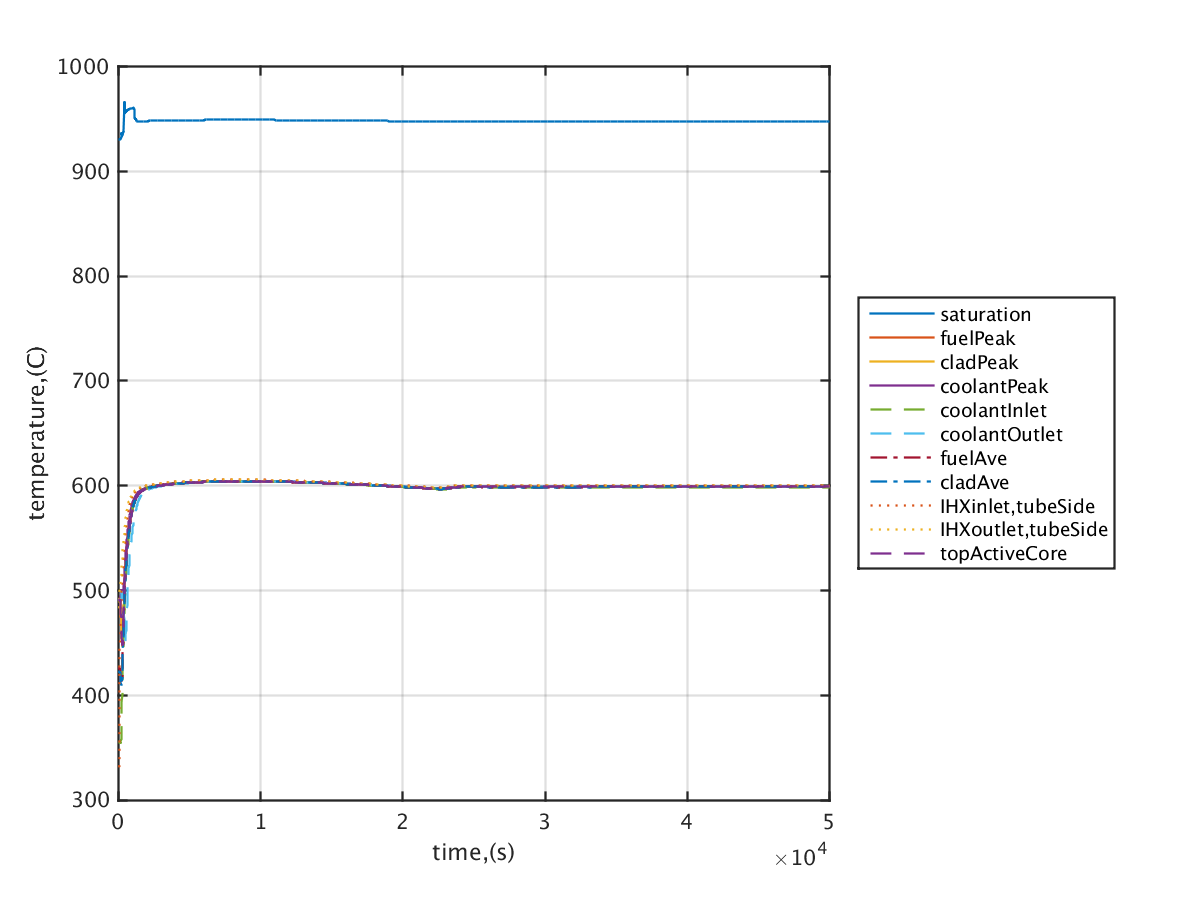 1000
900
800
700
600
500
400
300
temperature,(C)
0 1 2 3 4 5
×10^4
time,(s)
saturation
fuelPeak
cladPeak
coolantPeak
coolantInlet
coolantOutlet
fuelAve
cladAve
IHXinlet,tubeSide
IHXoutlet,tubeSide
topActiveCore